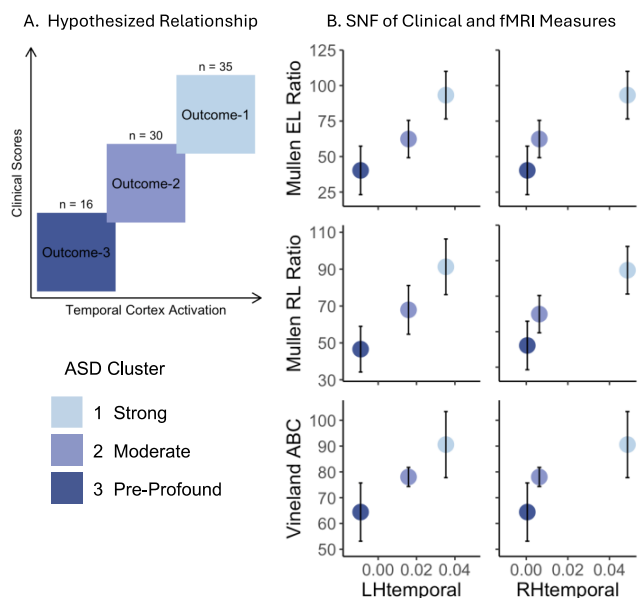 A. Hypothesized Relationship
Clinical Scores
n = 35
Outcome-1
n = 30
Outcome-2
n = 16
Outcome-3
Temporal Cortex Activation
ASD Cluster
1 Strong
2 Moderate
3 Pre-Profound
B. SNF of Clinical and fMRI Measures
Mullen EL Ratio
125
100
75
50
25
Mullen RL Ratio
110
90
70
50
30
Vineland ABC
100
90
80
70
60
50
0.00 0.02 0.04
LHtemporal
0.00 0.02 0.04
RHtemporal